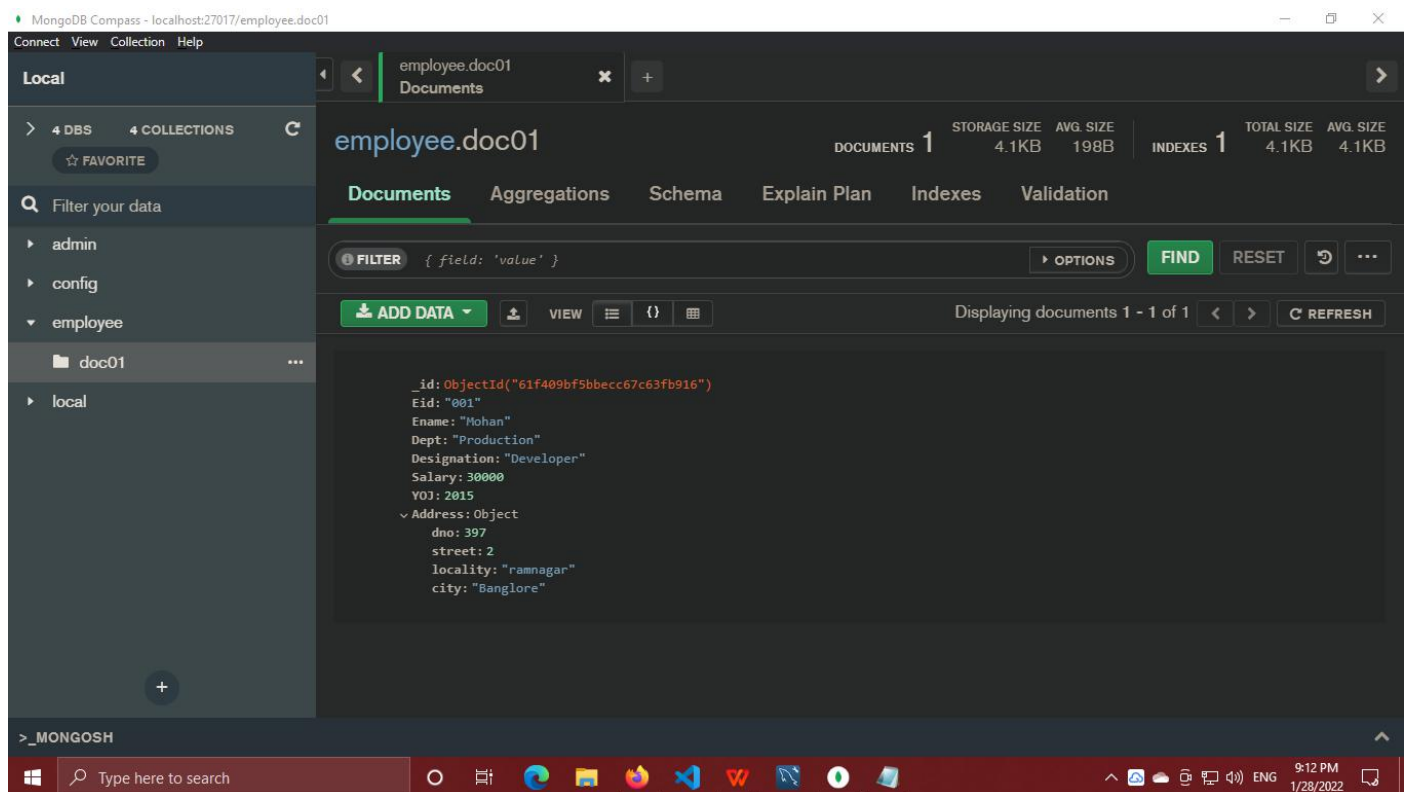 MongoDB Compass - localhost:27017/employee.doc01
Connect View Collection Help
Local
employee.doc01
Documents
4 DBS 4 COLLECTIONS
FAVORITE
employee.doc01
DOCUMENTS 1
STORAGE SIZE AVG. SIZE
4.1KB 198B
INDEXES 1
TOTAL SIZE AVG. SIZE
4.1KB 4.1KB
Filter your data
Documents Aggregations Schema Explain Plan Indexes Validation
admin
config
employee
doc01
local
FILTER { field: 'value' } OPTIONS FIND RESET
ADD DATA VIEW {} Displaying documents 1 - 1 of 1 REFRESH
_id: ObjectId("61f409bf5bbecc67c63fb916")
Eid: "001"
Ename: "Mohan"
Dept: "Production"
Designation: "Developer"
Salary: 30000
YOJ: 2015
Address: Object
dno: 397
street: 2
locality: "ramnagar"
city: "Banglore"
>_MONGOSH
Type here to search
ENG
9:12 PM
1/28/2022